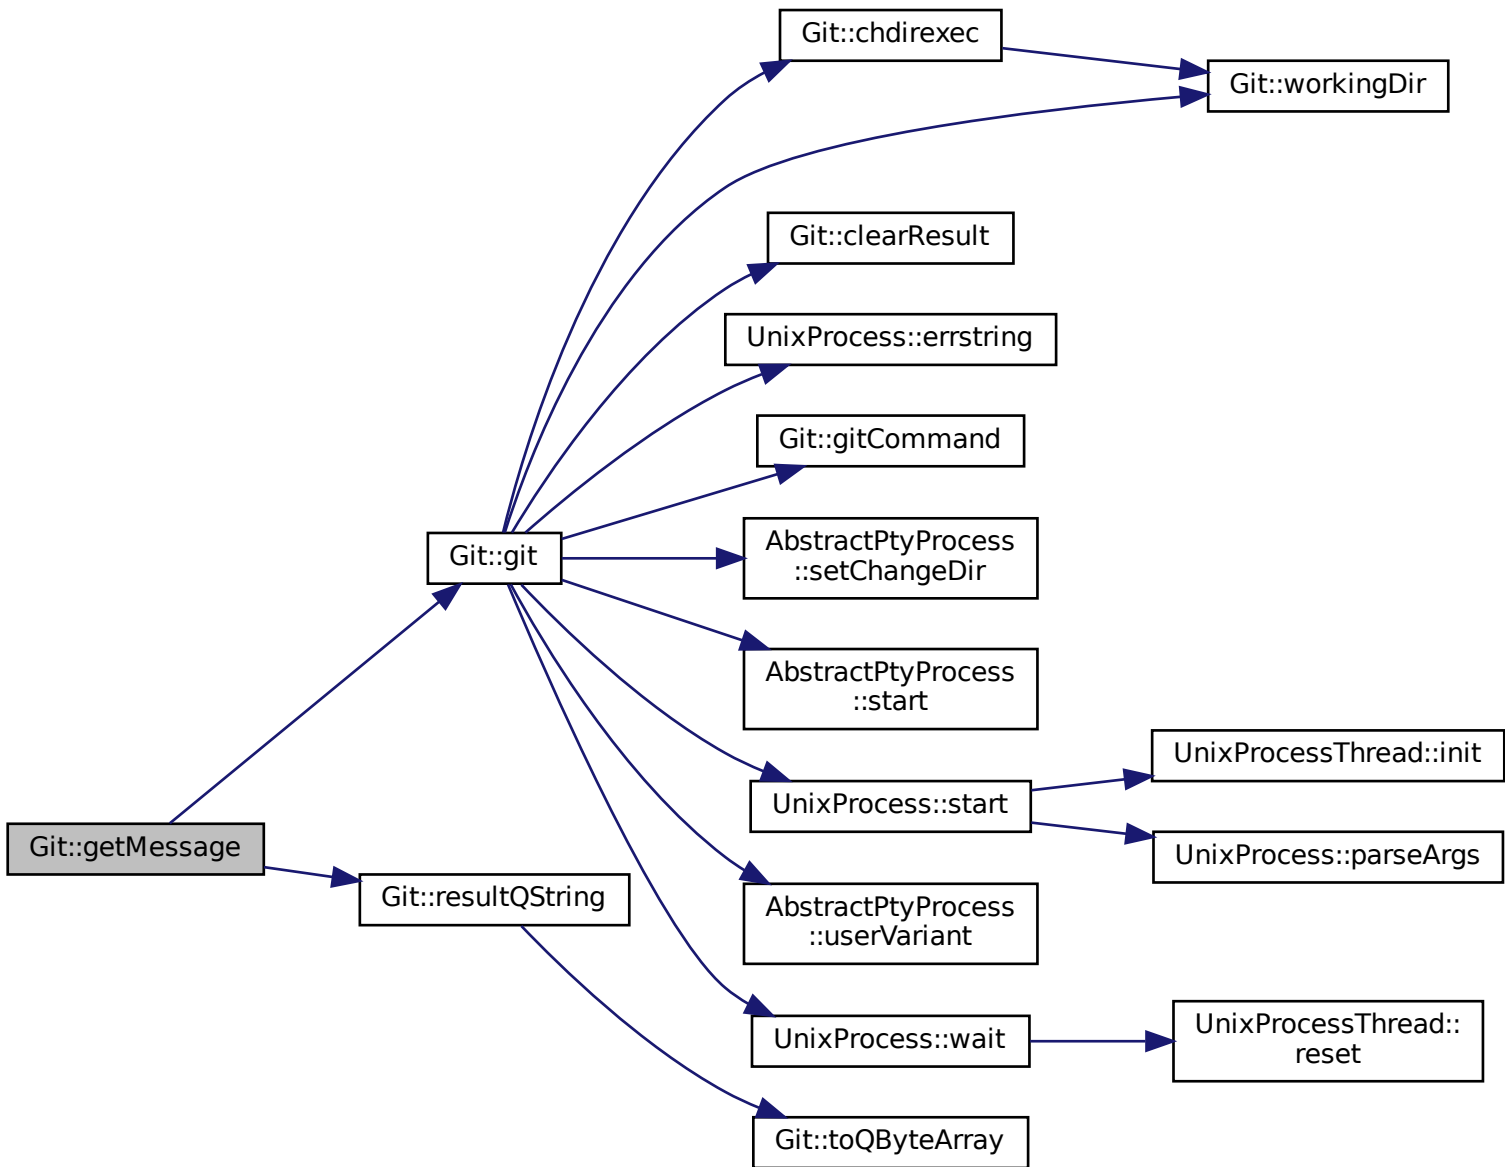 Git::chdirexec
Git::workingDir
Git::clearResult
UnixProcess::errstring
Git::gitCommand
Git::git
AbstractPtyProcess
::setChangeDir
AbstractPtyProcess
::start
UnixProcessThread::init
UnixProcess::start
Git::getMessage
UnixProcess::parseArgs
Git::resultQString
AbstractPtyProcess
::userVariant
UnixProcess::wait
UnixProcessThread::
reset
Git::toQByteArray